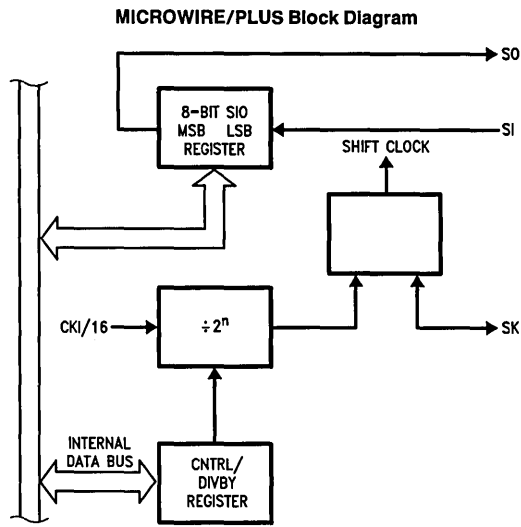 MICROWIRE/PLUS Block Diagram
SO
8-BIT SIO
MSB LSB
REGISTER
SI
SHIFT CLOCK
CKI/16
÷2ⁿ
SK
INTERNAL
DATA BUS
CNTRL/
DIVBY
REGISTER